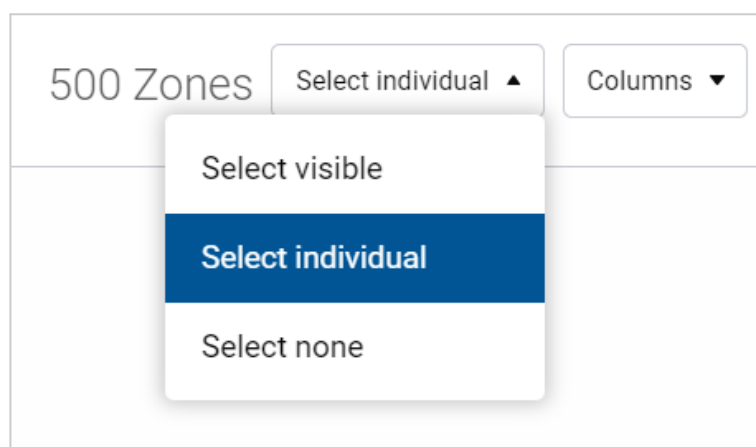 500 Zones Select individual Columns
Select visible
Select individual
Select none